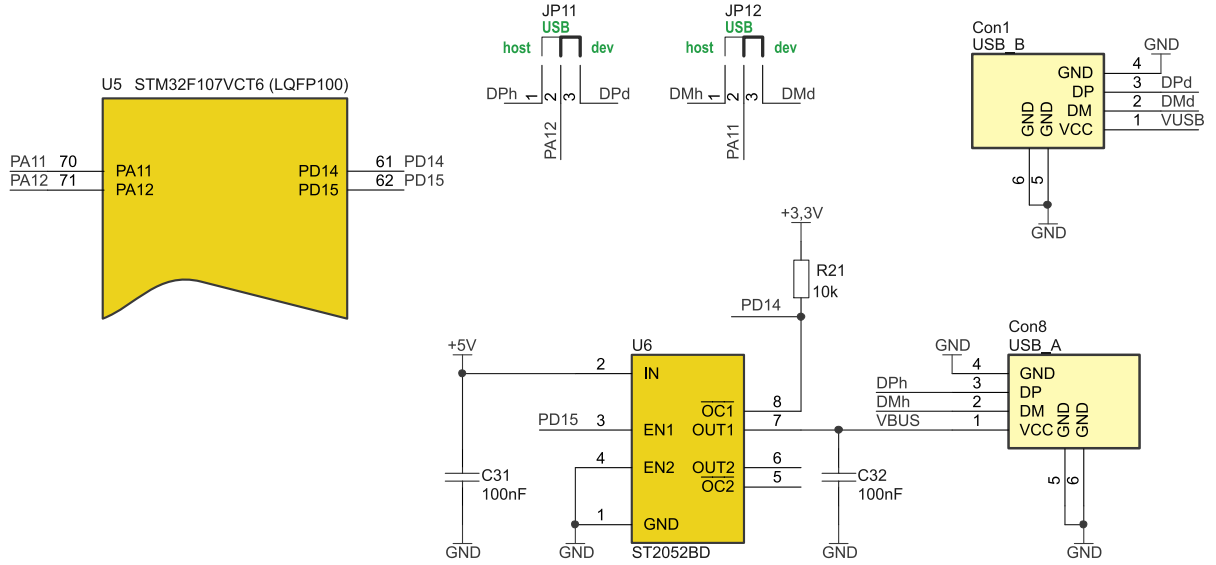 U5 STM32F107VCT6 (LQFP100)
PA11 70 PA11 PD14 61 PD14
PA12 71 PA12 PD15 62 PD15
JP11
USB
host dev
DPh 1 2 3 DPd
PA12
JP12
USB
host dev
DMh 1 2 3 DMd
PA11
Con1
USB_B
GND
GND 4
DP 3 DPd
DM 2 DMd
VCC 1 VUSB
GND GND
6 5
GND
+3,3V
R21
10k
PD14
+5V
U6
2 IN
OC1 8
PD15 3 EN1 OUT1 7
4 EN2 OUT2 6
OC2 5
1 GND
ST2052BD
C31
100nF
GND
GND
C32
100nF
GND
Con8
USB_A
GND 4 GND
DPh 3 DP
DMh 2 DM
VBUS 1 VCC
GND GND
5 6
GND